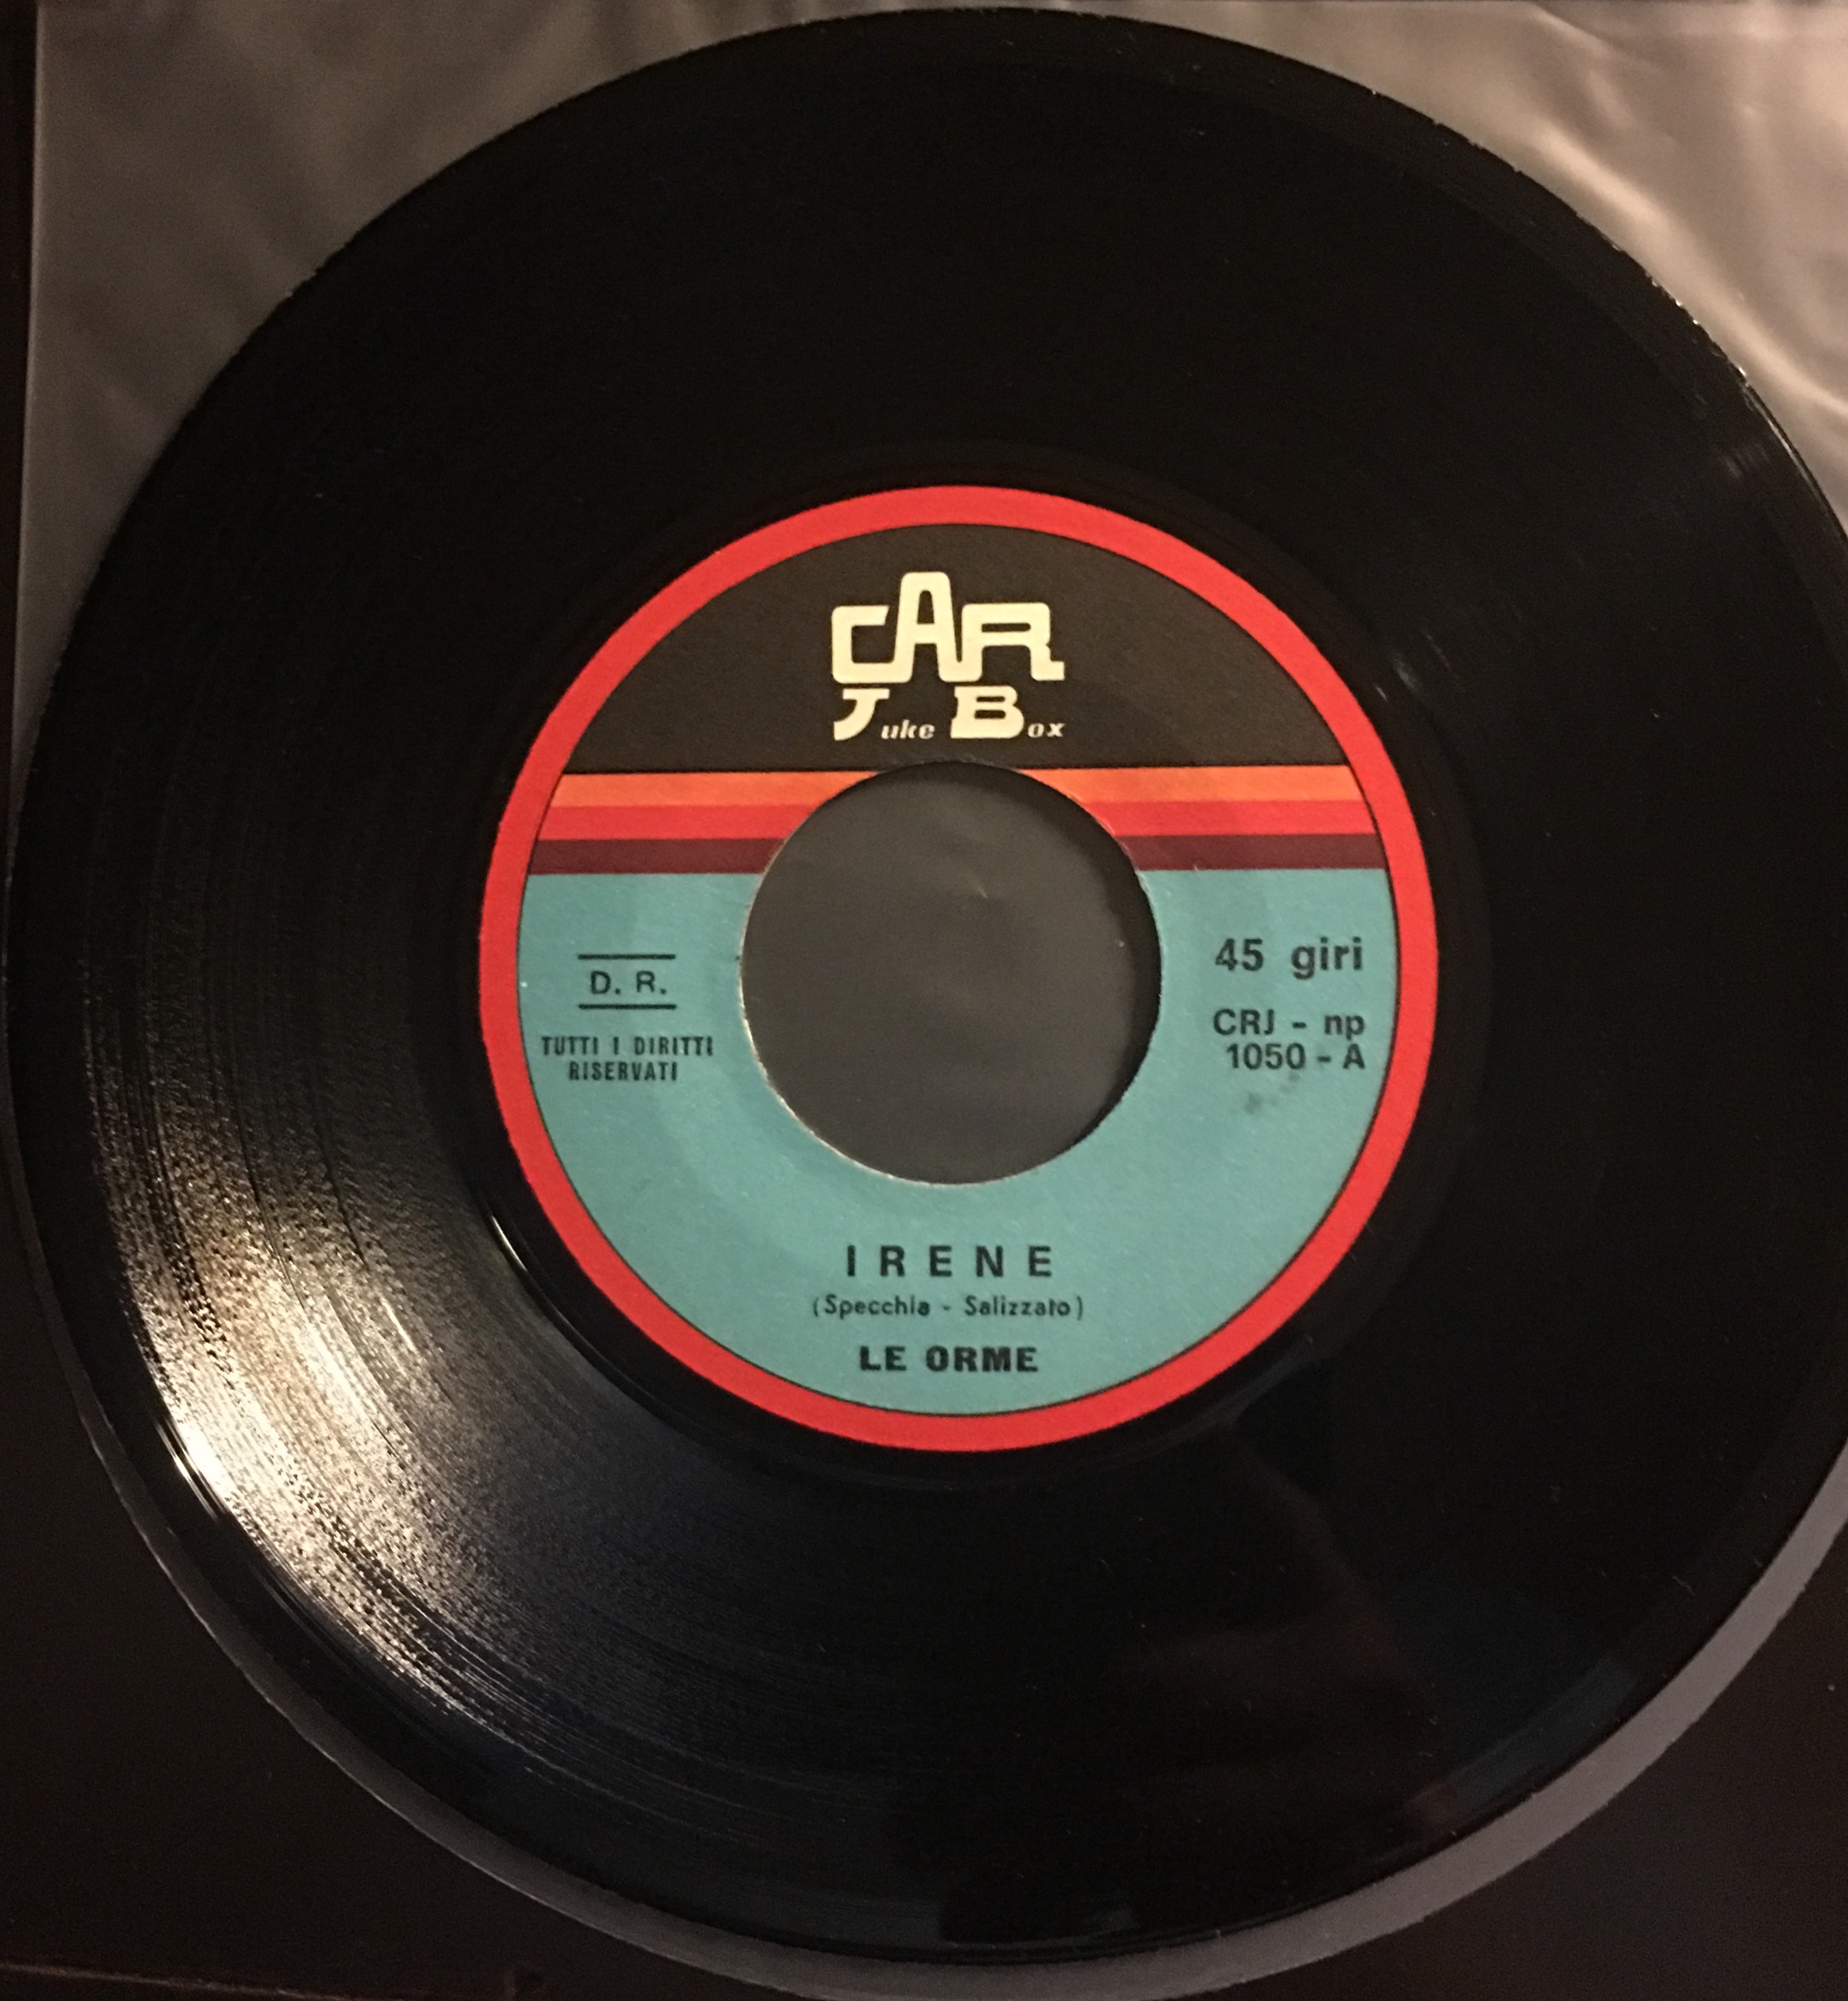 CAR
Juke Box
D. R.
TUTTI I DIRITTI
RISERVATI
45 giri
CRJ - np
1050 - A
IRENE
(Specchia - Salizzato)
LE ORME